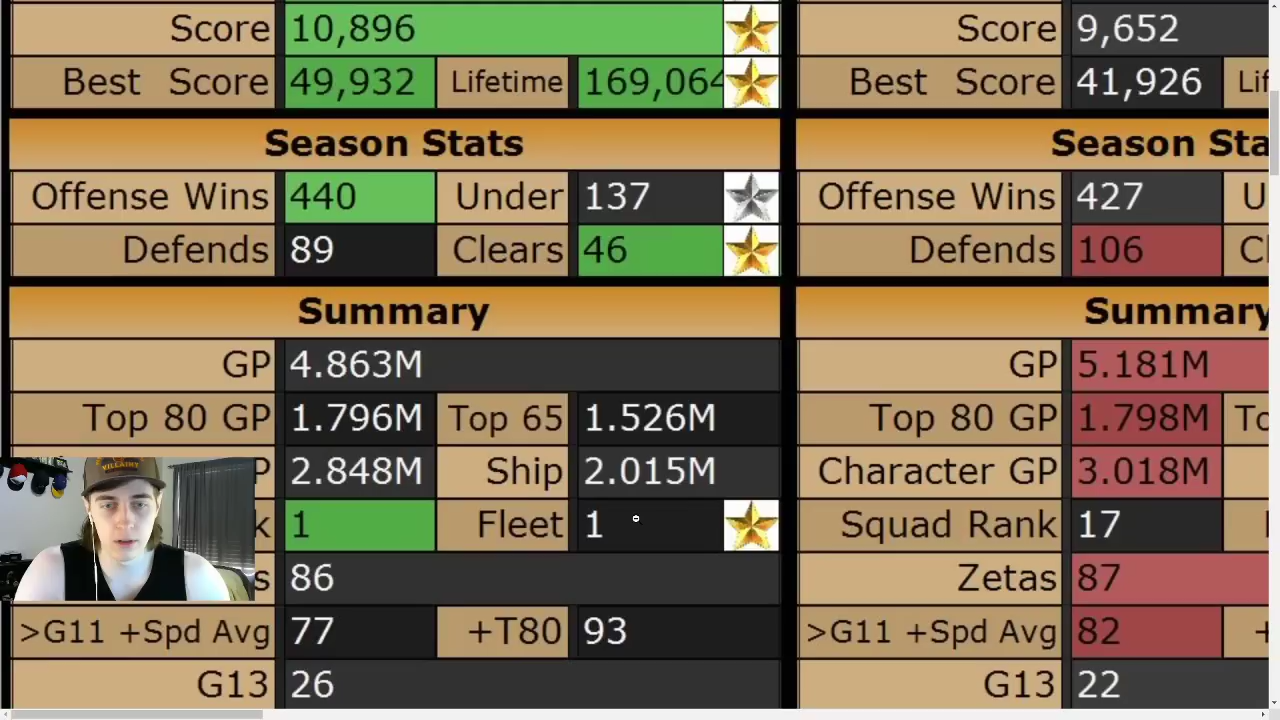 Score 10,896 Score 9,652
Best Score 49,932 Lifetime 169,064 Best Score 41,926 Lif
Season Stats Season Sta
Offense Wins 440 Under 137 Offense Wins 427 U
Defends 89 Clears 46 Defends 106 Cl
Summary Summary
GP 4.863M GP 5.181M
Top 80 GP 1.796M Top 65 1.526M Top 80 GP 1.798M To
P 2.848M Ship 2.015M Character GP 3.018M
k 1 Fleet 1 Squad Rank 17
s 86 Zetas 87
>G11 +Spd Avg 77 +T80 93 >G11 +Spd Avg 82 +
G13 26 G13 22
VILLAINY